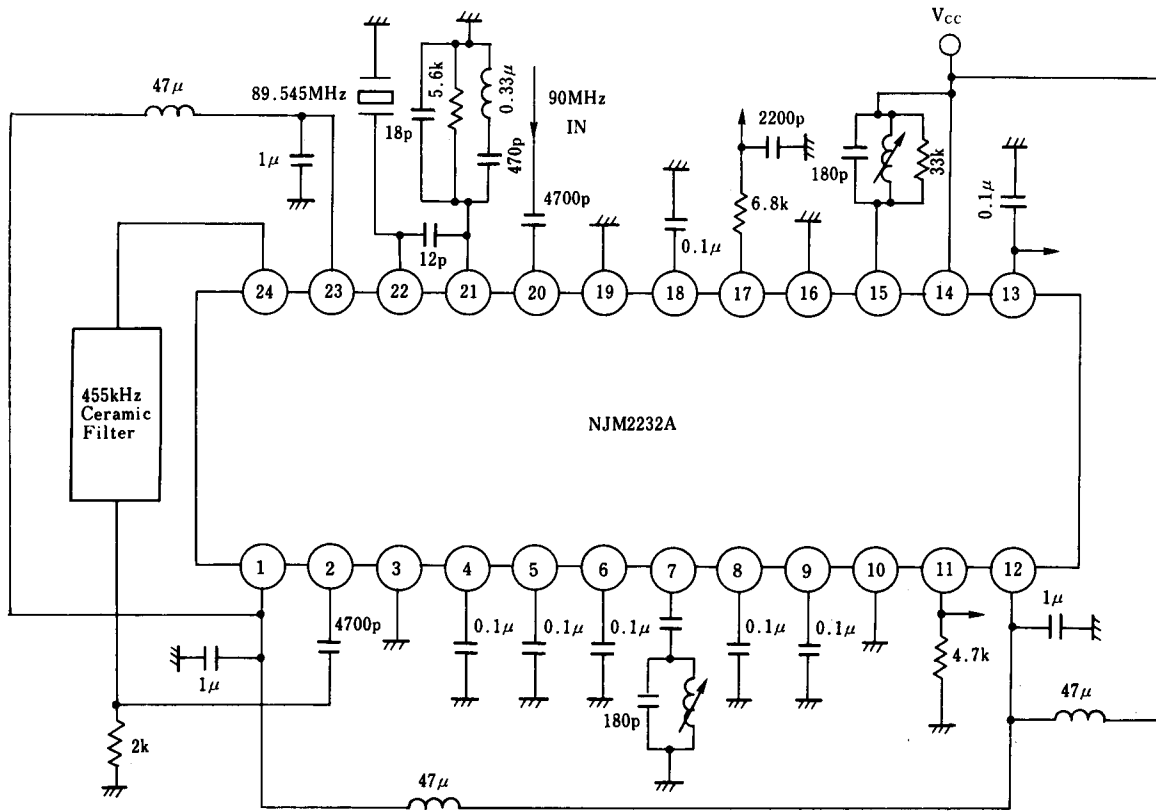 Vcc
47μ
89.545MHz
18p
5.6k
0.33μ
470p
90MHz
IN
2200p
180p
33k
0.1μ
1μ
4700p
6.8k
0.1μ
12p
24
23
22
21
20
19
18
17
16
15
14
13
455kHz
Ceramic
Filter
NJM2232A
1
2
3
4
5
6
7
8
9
10
11
12
4700p
0.1μ
0.1μ
0.1μ
0.1μ
0.1μ
1μ
4.7k
1μ
180p
47μ
2k
47μ